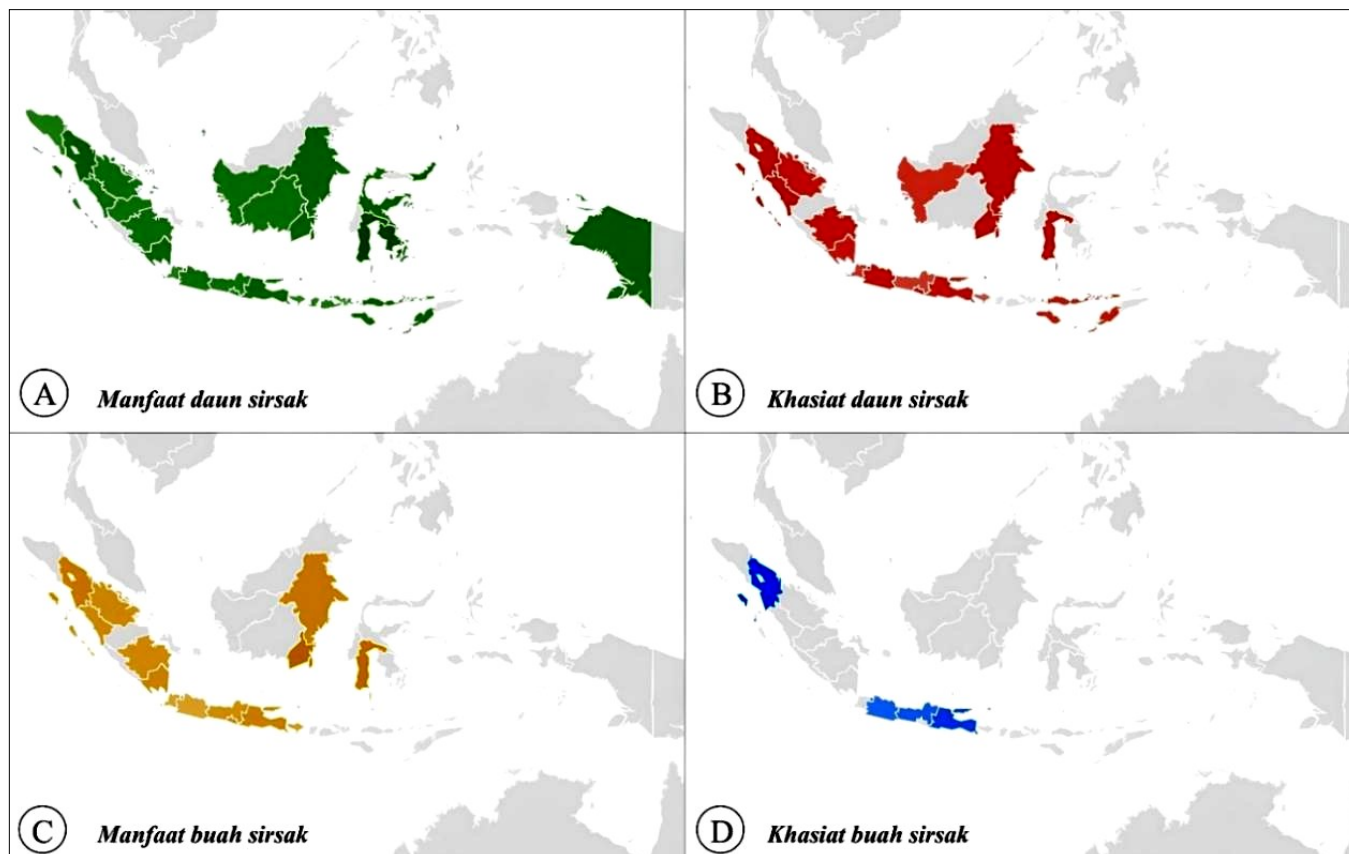 A Manfaat daun sirsak
B Khasiat daun sirsak
C Manfaat buah sirsak
D Khasiat buah sirsak